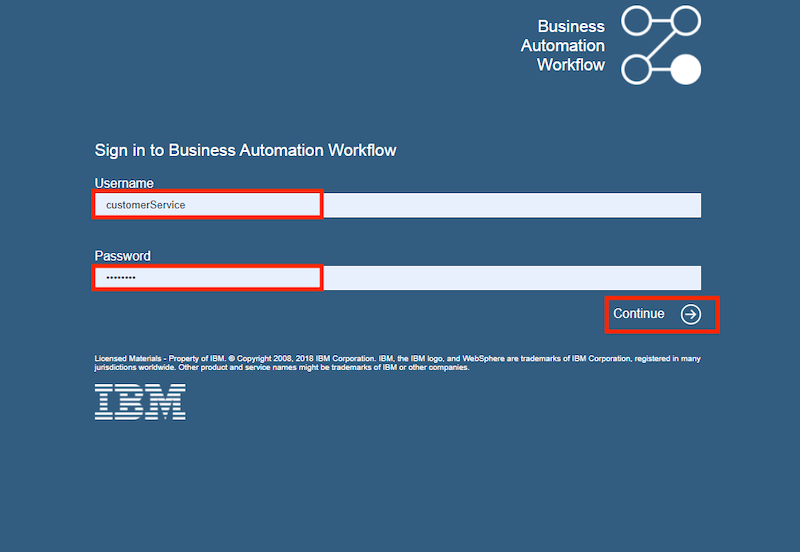 Business
Automation
Workflow
Sign in to Business Automation Workflow
Username
customerService
Password
••••••••
Continue
Licensed Materials - Property of IBM. © Copyright 2008, 2018 IBM Corporation. IBM, the IBM logo, and WebSphere are trademarks of IBM Corporation, registered in many
jurisdictions worldwide. Other product and service names might be trademarks of IBM or other companies.
IBM